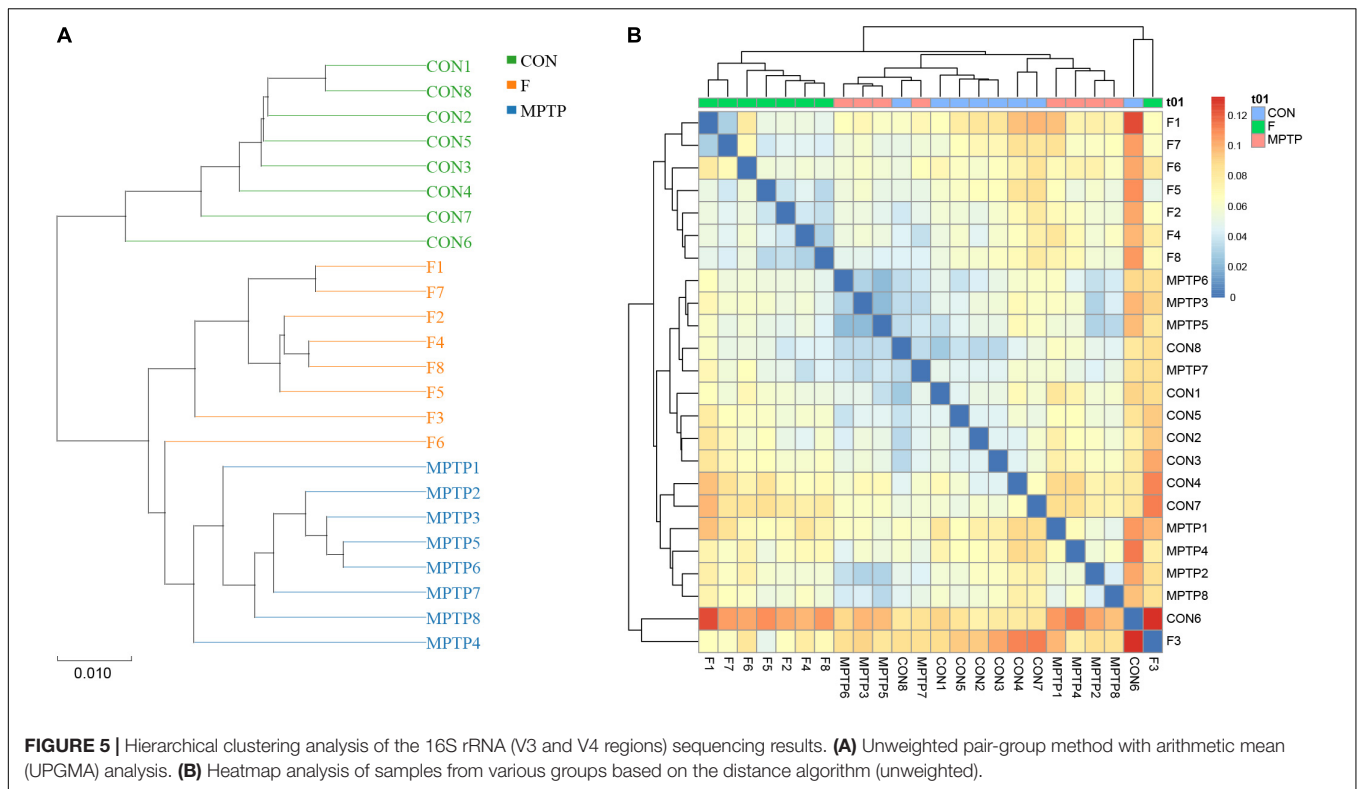 A
CON1
CON8
CON2
CON5
CON3
CON4
CON7
CON6
F1
F7
F2
F4
F8
F5
F3
F6
MPTP1
MPTP2
MPTP3
MPTP5
MPTP6
MPTP7
MPTP8
MPTP4
0.010
CON
F
MPTP
B
t01
F1
F7
F6
F5
F2
F4
F8
MPTP6
MPTP3
MPTP5
CON8
MPTP7
CON1
CON5
CON2
CON3
CON4
CON7
MPTP1
MPTP4
MPTP2
MPTP8
CON6
F3
F1
F7
F6
F5
F2
F4
F8
MPTP6
MPTP3
MPTP5
CON8
MPTP7
CON1
CON5
CON2
CON3
CON4
CON7
MPTP1
MPTP4
MPTP2
MPTP8
CON6
F3
0.12
0.1
0.08
0.06
0.04
0.02
0
t01
CON
F
MPTP
FIGURE 5 | Hierarchical clustering analysis of the 16S rRNA (V3 and V4 regions) sequencing results. (A) Unweighted pair-group method with arithmetic mean
(UPGMA) analysis. (B) Heatmap analysis of samples from various groups based on the distance algorithm (unweighted).